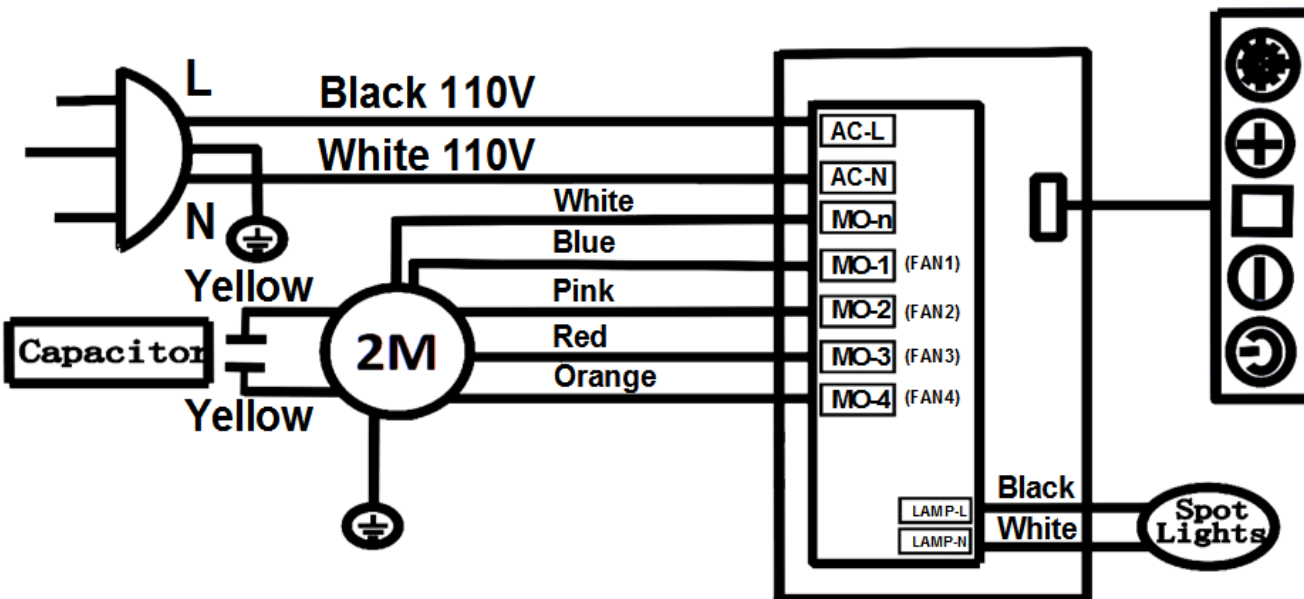 L
Black 110V
White 110V
N
Yellow
Capacitor
Yellow
2M
White
Blue
Pink
Red
Orange
AC-L
AC-N
MO-n
MO-1 (FAN1)
MO-2 (FAN2)
MO-3 (FAN3)
MO-4 (FAN4)
LAMP-L
LAMP-N
Black
White
Spot
Lights